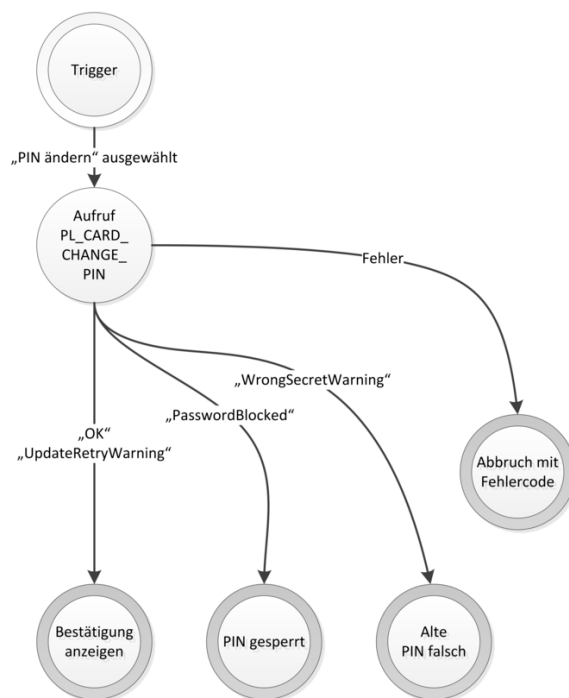 Trigger
„PIN ändern“ ausgewählt
Aufruf
PL_CARD_
CHANGE_
PIN
Fehler
„WrongSecretWarning“
„PasswordBlocked“
„OK“
„UpdateRetryWarning“
Abbruch mit
Fehlercode
Bestätigung
anzeigen
PIN gesperrt
Alte
PIN falsch